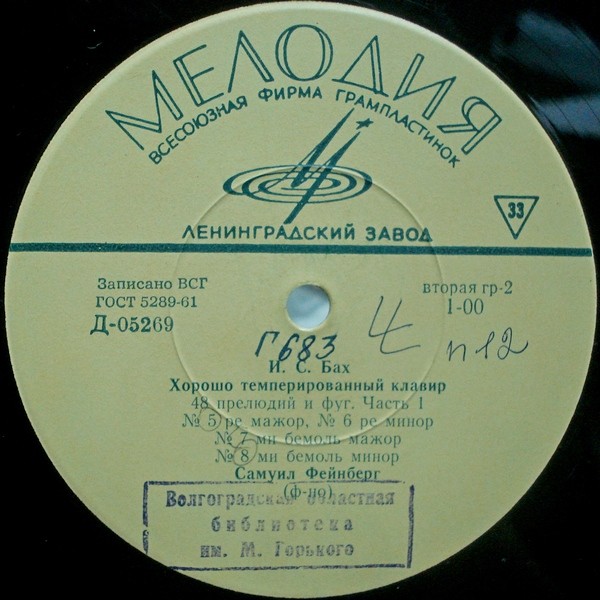 МЕЛОДИЯ
ВСЕСОЮЗНАЯ ФИРМА ГРАМПЛАСТИНОК
33
ЛЕНИНГРАДСКИЙ ЗАВОД
Записано ВСГ
ГОСТ 5289-61
Д-05269
вторая гр-2
1-00
Г683
4
п12
И. С. Бах
Хорошо темперированный клавир
48 прелюдий и фуг. Часть 1
№ 5 ре мажор, № 6 ре минор
№ 7 ми бемоль мажор
№ 8 ми бемоль минор
Самуил Фейнберг
(ф-но)
Волгоградская областная
библиотека
им. М. Горького